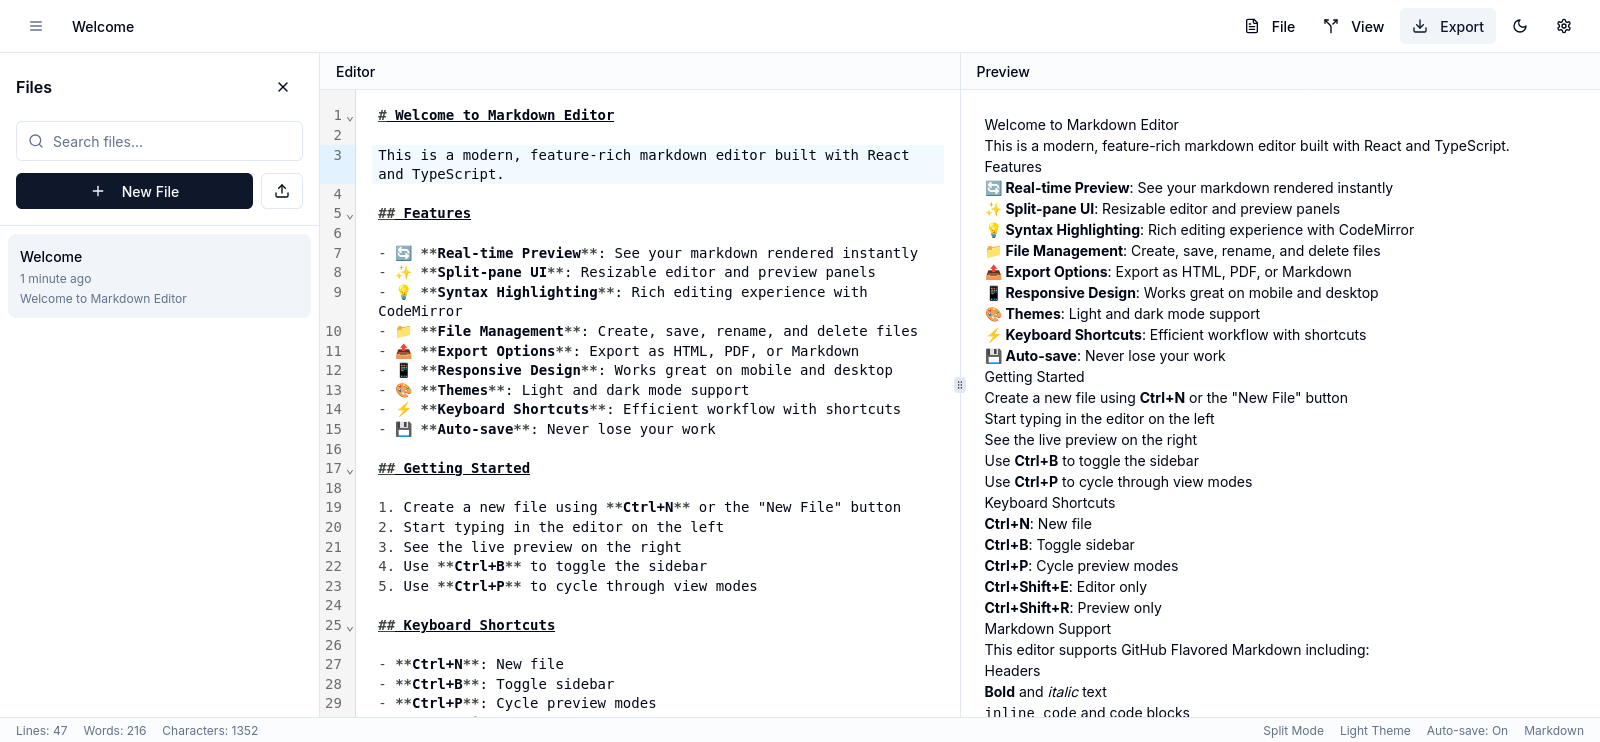 Welcome
File
View
Export
Files
Search files...
New File
Welcome
1 minute ago
Welcome to Markdown Editor
Editor
1 # Welcome to Markdown Editor
2
3 This is a modern, feature-rich markdown editor built with React
and TypeScript.
4
5 ## Features
6
7 - 🔄 **Real-time Preview**: See your markdown rendered instantly
8 - ✨ **Split-pane UI**: Resizable editor and preview panels
9 - 💡 **Syntax Highlighting**: Rich editing experience with
CodeMirror
10 - 📁 **File Management**: Create, save, rename, and delete files
11 - 📤 **Export Options**: Export as HTML, PDF, or Markdown
12 - 📱 **Responsive Design**: Works great on mobile and desktop
13 - 🎨 **Themes**: Light and dark mode support
14 - ⚡ **Keyboard Shortcuts**: Efficient workflow with shortcuts
15 - 💾 **Auto-save**: Never lose your work
16
17 ## Getting Started
18
19 1. Create a new file using **Ctrl+N** or the "New File" button
20 2. Start typing in the editor on the left
21 3. See the live preview on the right
22 4. Use **Ctrl+B** to toggle the sidebar
23 5. Use **Ctrl+P** to cycle through view modes
24
25 ## Keyboard Shortcuts
26
27 - **Ctrl+N**: New file
28 - **Ctrl+B**: Toggle sidebar
29 - **Ctrl+P**: Cycle preview modes
Preview
Welcome to Markdown Editor
This is a modern, feature-rich markdown editor built with React and TypeScript.
Features
🔄 Real-time Preview: See your markdown rendered instantly
✨ Split-pane UI: Resizable editor and preview panels
💡 Syntax Highlighting: Rich editing experience with CodeMirror
📁 File Management: Create, save, rename, and delete files
📤 Export Options: Export as HTML, PDF, or Markdown
📱 Responsive Design: Works great on mobile and desktop
🎨 Themes: Light and dark mode support
⚡ Keyboard Shortcuts: Efficient workflow with shortcuts
💾 Auto-save: Never lose your work
Getting Started
Create a new file using Ctrl+N or the "New File" button
Start typing in the editor on the left
See the live preview on the right
Use Ctrl+B to toggle the sidebar
Use Ctrl+P to cycle through view modes
Keyboard Shortcuts
Ctrl+N: New file
Ctrl+B: Toggle sidebar
Ctrl+P: Cycle preview modes
Ctrl+Shift+E: Editor only
Ctrl+Shift+R: Preview only
Markdown Support
This editor supports GitHub Flavored Markdown including:
Headers
Bold and italic text
inline code and code blocks
Lines: 47
Words: 216
Characters: 1352
Split Mode
Light Theme
Auto-save: On
Markdown